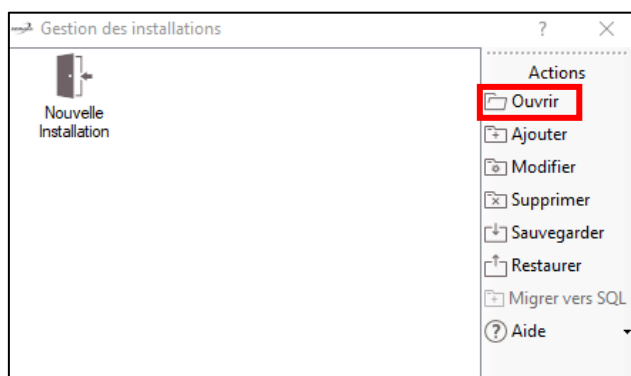 Gestion des installations
?
Nouvelle
Installation
Actions
Ouvrir
Ajouter
Modifier
Supprimer
Sauvegarder
Restaurer
Migrer vers SQL
? Aide